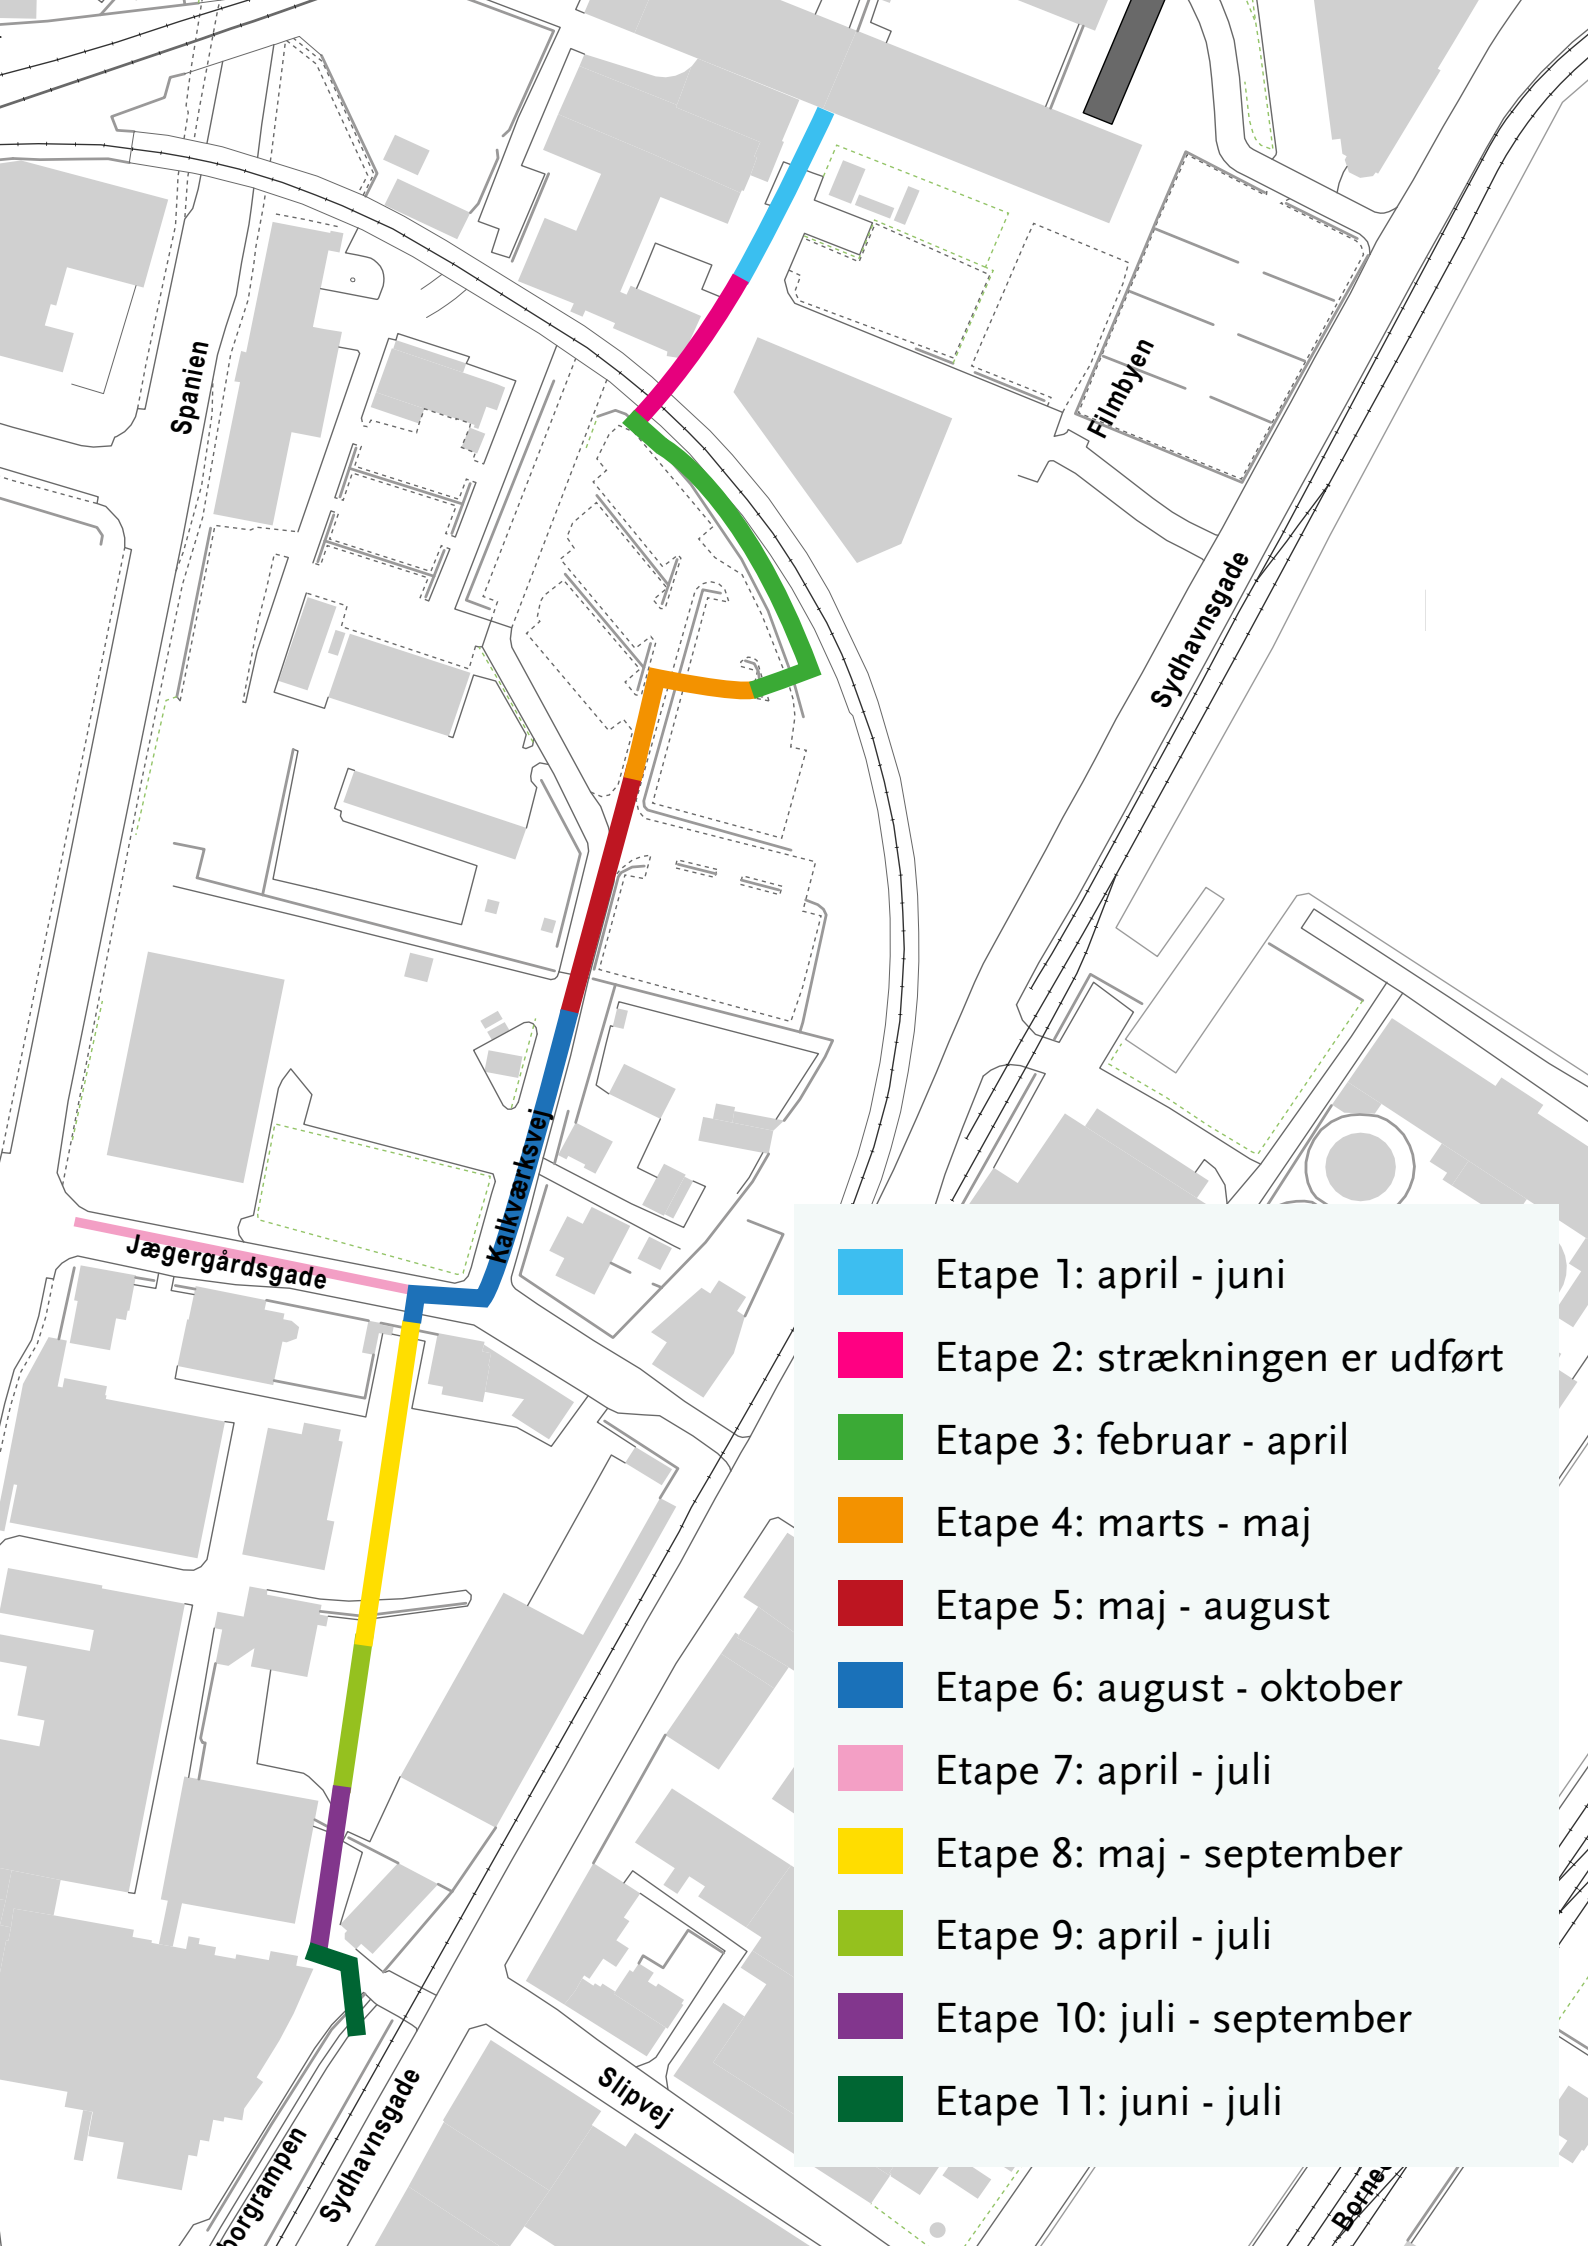 Spanien
Filmbyen
Sydhavnsgade
Kalkværksvej
Jægergårdsgade
Etape 1: april - juni
Etape 2: strækningen er udført
Etape 3: februar - april
Etape 4: marts - maj
Etape 5: maj - august
Etape 6: august - oktober
Etape 7: april - juli
Etape 8: maj - september
Etape 9: april - juli
Etape 10: juli - september
Etape 11: juni - juli
Slipvej
Sydhavnsgade